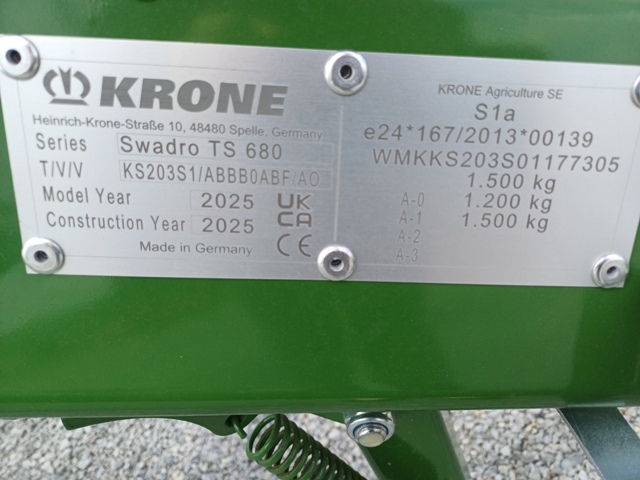 KRONE
Heinrich-Krone-Straße 10, 48480 Spelle, Germany
Series Swadro TS 680
T/V/V KS203S1/ABBB0ABF/AO
Model Year 2025
Construction Year 2025
UK
CA
Made in Germany CE
KRONE Agriculture SE
S1a
e24*167/2013*00139
WMKKS203S01177305
1.500 kg
A-0 1.200 kg
A-1 1.500 kg
A-2
A-3